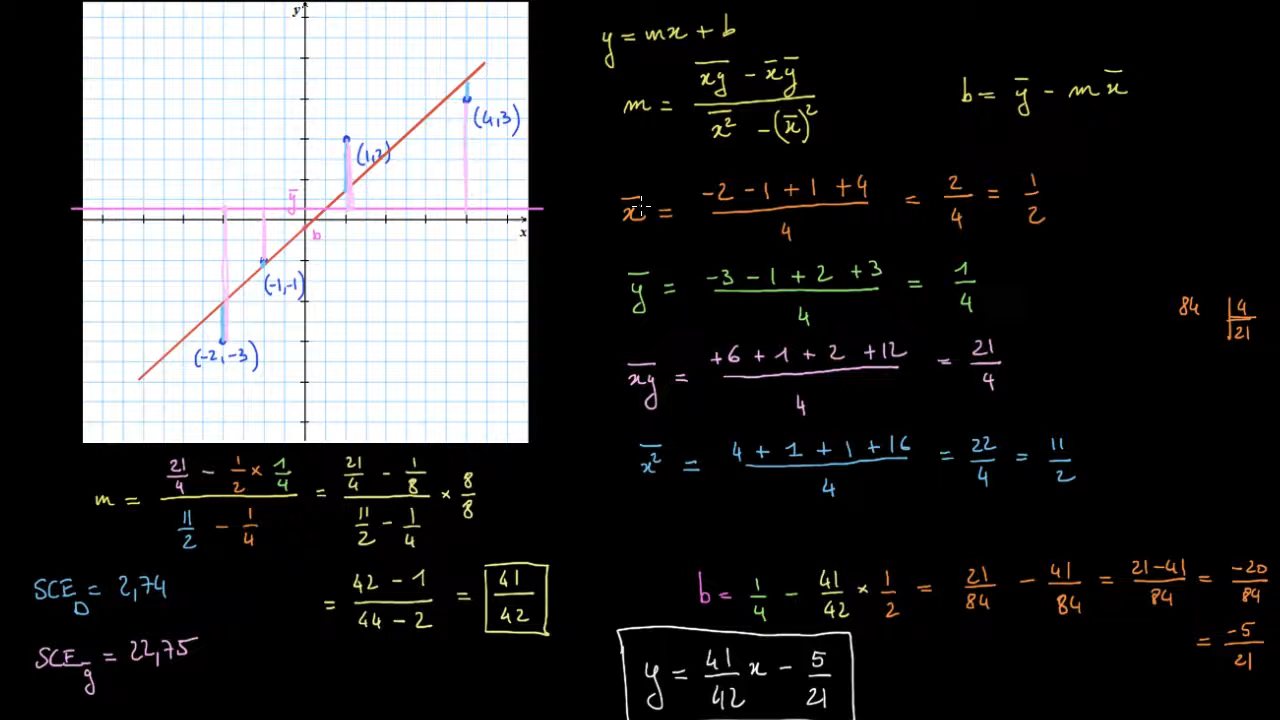 y
(4,3)
(1,2)
ȳ
x
b
(-1,-1)
(-2,-3)
y = mx + b
m = (x̅y̅ - x̅ y̅) / (x̅²̅ - (x̅)²)
b = y̅ - m x̅
x̅ = (-2 - 1 + 1 + 4) / 4 = 2/4 = 1/2
y̅ = (-3 - 1 + 2 + 3) / 4 = 1/4
84 | 4
21
x̅y̅ = (+6 + 1 + 2 + 12) / 4 = 21/4
x̅²̅ = (4 + 1 + 1 + 16) / 4 = 22/4 = 11/2
m = (21/4 - 1/2 × 1/4) / (11/2 - 1/4) = (21/4 - 1/8) / (11/2 - 1/4) × 8/8
= (42 - 1) / (44 - 2) = 41/42
SCE_D = 2,74
SCE_y̅ = 22,75
b = 1/4 - 41/42 × 1/2 = 21/84 - 41/84 = (21-41)/84 = -20/84
= -5/21
y = 41/42 x - 5/21